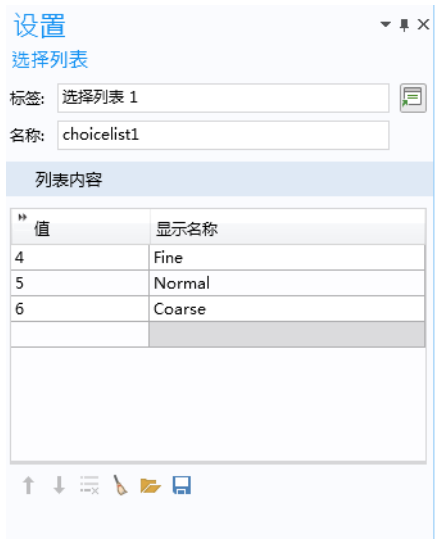 设置
选择列表
标签: 选择列表 1
名称: choicelist1
列表内容
值 显示名称
4 Fine
5 Normal
6 Coarse